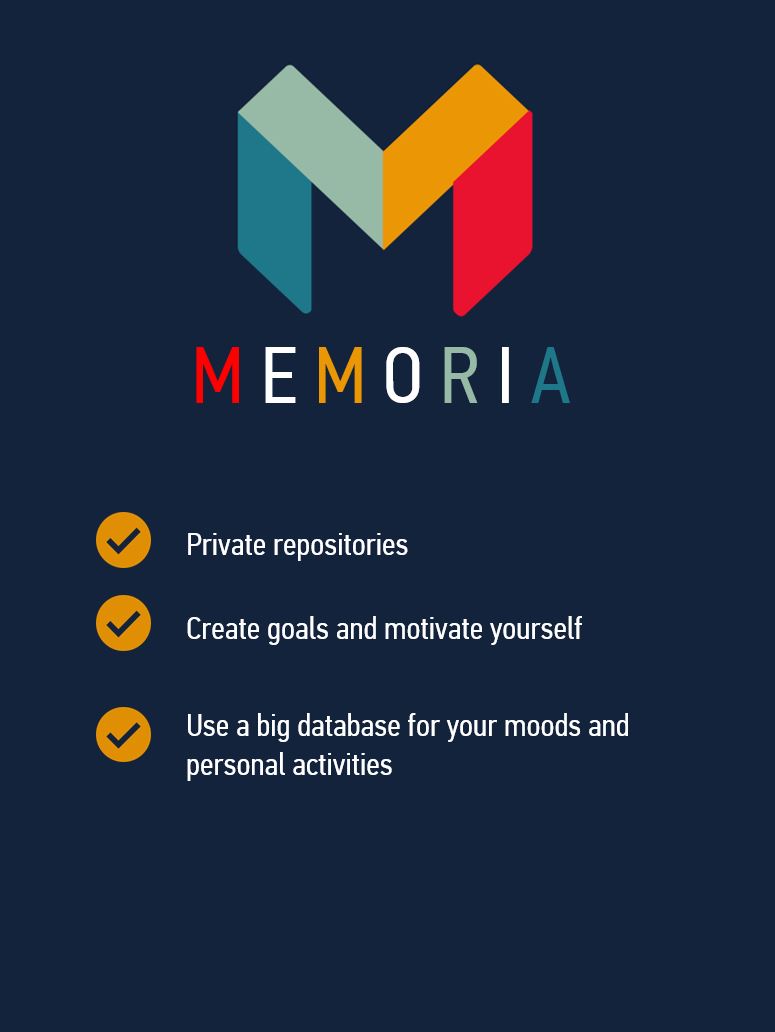 MEMORIA
Private repositories
Create goals and motivate yourself
Use a big database for your moods and
personal activities